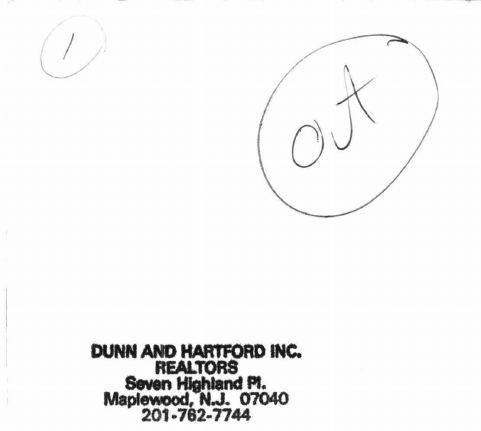 1
out
DUNN AND HARTFORD INC.
REALTORS
Seven Highland Pl.
Maplewood, N.J. 07040
201-762-7744